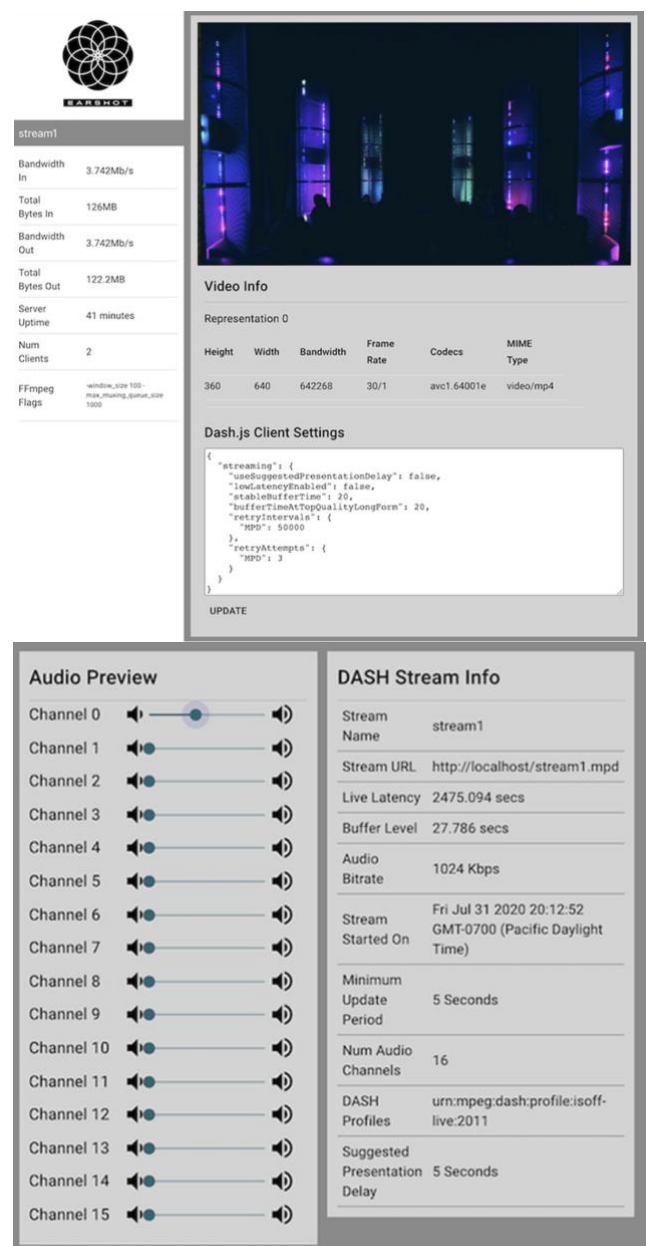 EARSHOT
stream1
Bandwidth
In
3.742Mb/s
Total
Bytes In
126MB
Bandwidth
Out
3.742Mb/s
Total
Bytes Out
122.2MB
Server
Uptime
41 minutes
Num
Clients
2
FFmpeg
Flags
-window_size 100 -
max_muxing_queue_size
1000
Video Info
Representation 0
Height Width Bandwidth Frame
Rate Codecs MIME
Type
360 640 642268 30/1 avc1.64001e video/mp4
Dash.js Client Settings
{
"streaming": {
"useSuggestedPresentationDelay": false,
"lowLatencyEnabled": false,
"stableBufferTime": 20,
"bufferTimeAtTopQualityLongForm": 20,
"retryIntervals": {
"MPD": 50000
},
"retryAttempts": {
"MPD": 3
}
}
}
UPDATE
Audio Preview
Channel 0
Channel 1
Channel 2
Channel 3
Channel 4
Channel 5
Channel 6
Channel 7
Channel 8
Channel 9
Channel 10
Channel 11
Channel 12
Channel 13
Channel 14
Channel 15
DASH Stream Info
Stream
Name
stream1
Stream URL http://localhost/stream1.mpd
Live Latency 2475.094 secs
Buffer Level 27.786 secs
Audio
Bitrate
1024 Kbps
Stream
Started On
Fri Jul 31 2020 20:12:52
GMT-0700 (Pacific Daylight
Time)
Minimum
Update
Period
5 Seconds
Num Audio
Channels
16
DASH
Profiles
urn:mpeg:dash:profile:isoff-
live:2011
Suggested
Presentation
Delay
5 Seconds